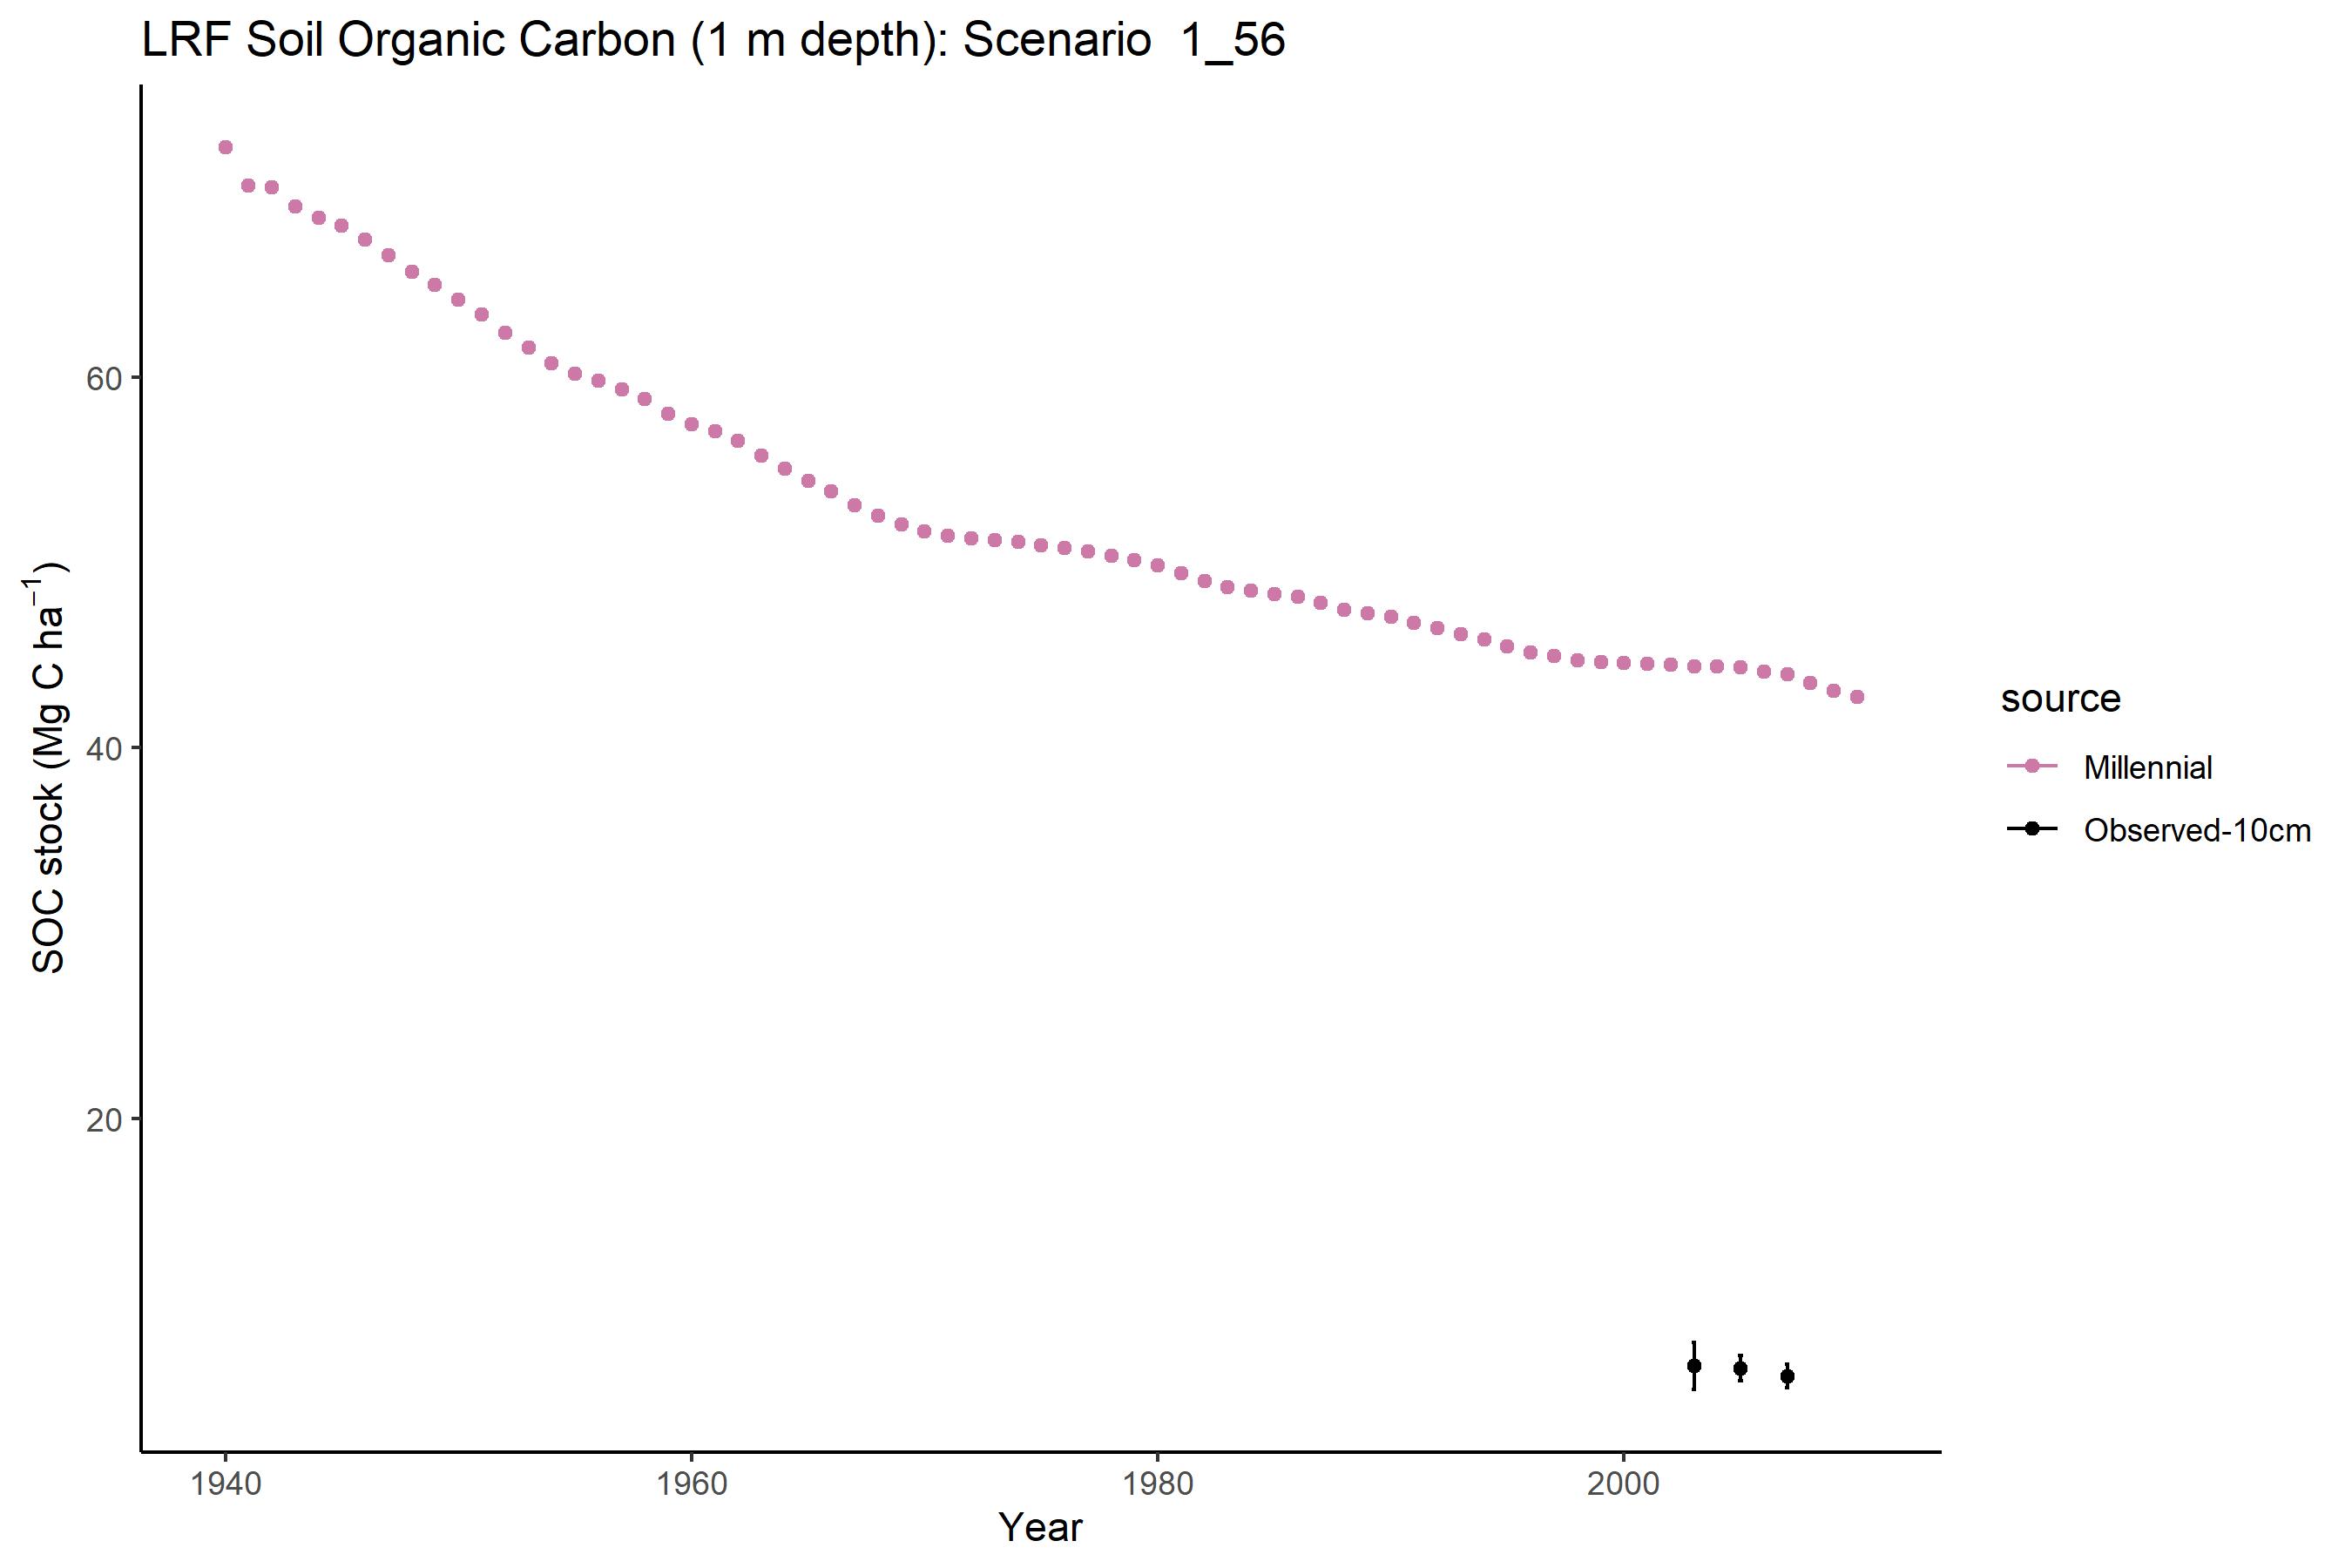 LRF Soil Organic Carbon (1 m depth): Scenario  1_56
SOC stock (Mg C ha⁻¹)
60
40
20
1940
1960
1980
2000
Year
source
Millennial
Observed-10cm